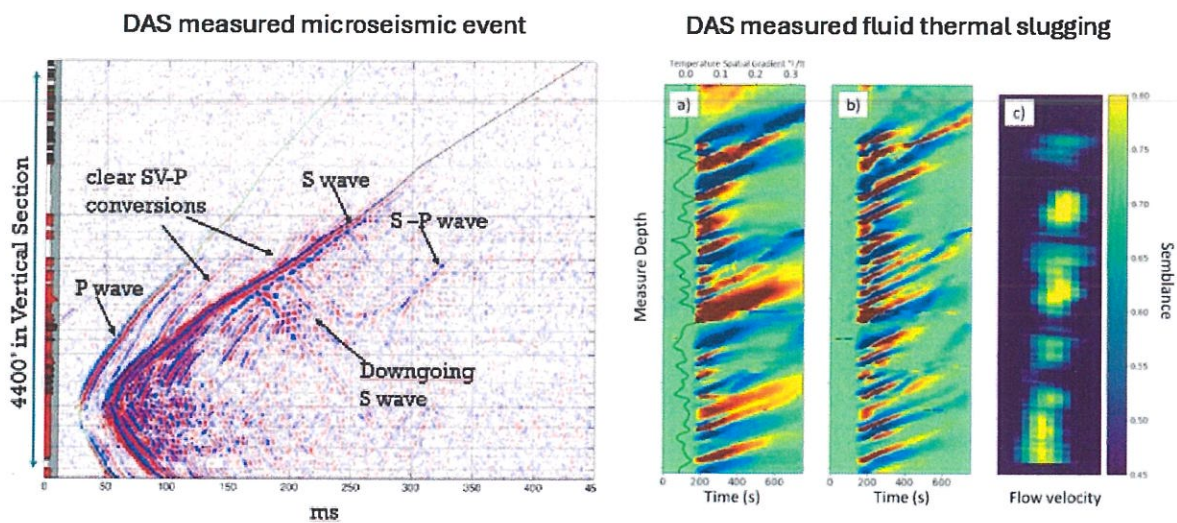 DAS measured microseismic event
4400' in Vertical Section
clear SV-P
conversions
S wave
S –P wave
P wave
Downgoing
S wave
0
50
100
150
200
250
300
350
400
45
ms
DAS measured fluid thermal slugging
Temperature Spatial Gradient °F/ft
0.0
0.1
0.2
0.3
a)
b)
c)
Measure Depth
200
400
600
Time (s)
200
400
600
Time (s)
Flow velocity
0.80
0.75
0.70
0.65
0.60
0.55
0.50
0.45
Semblance